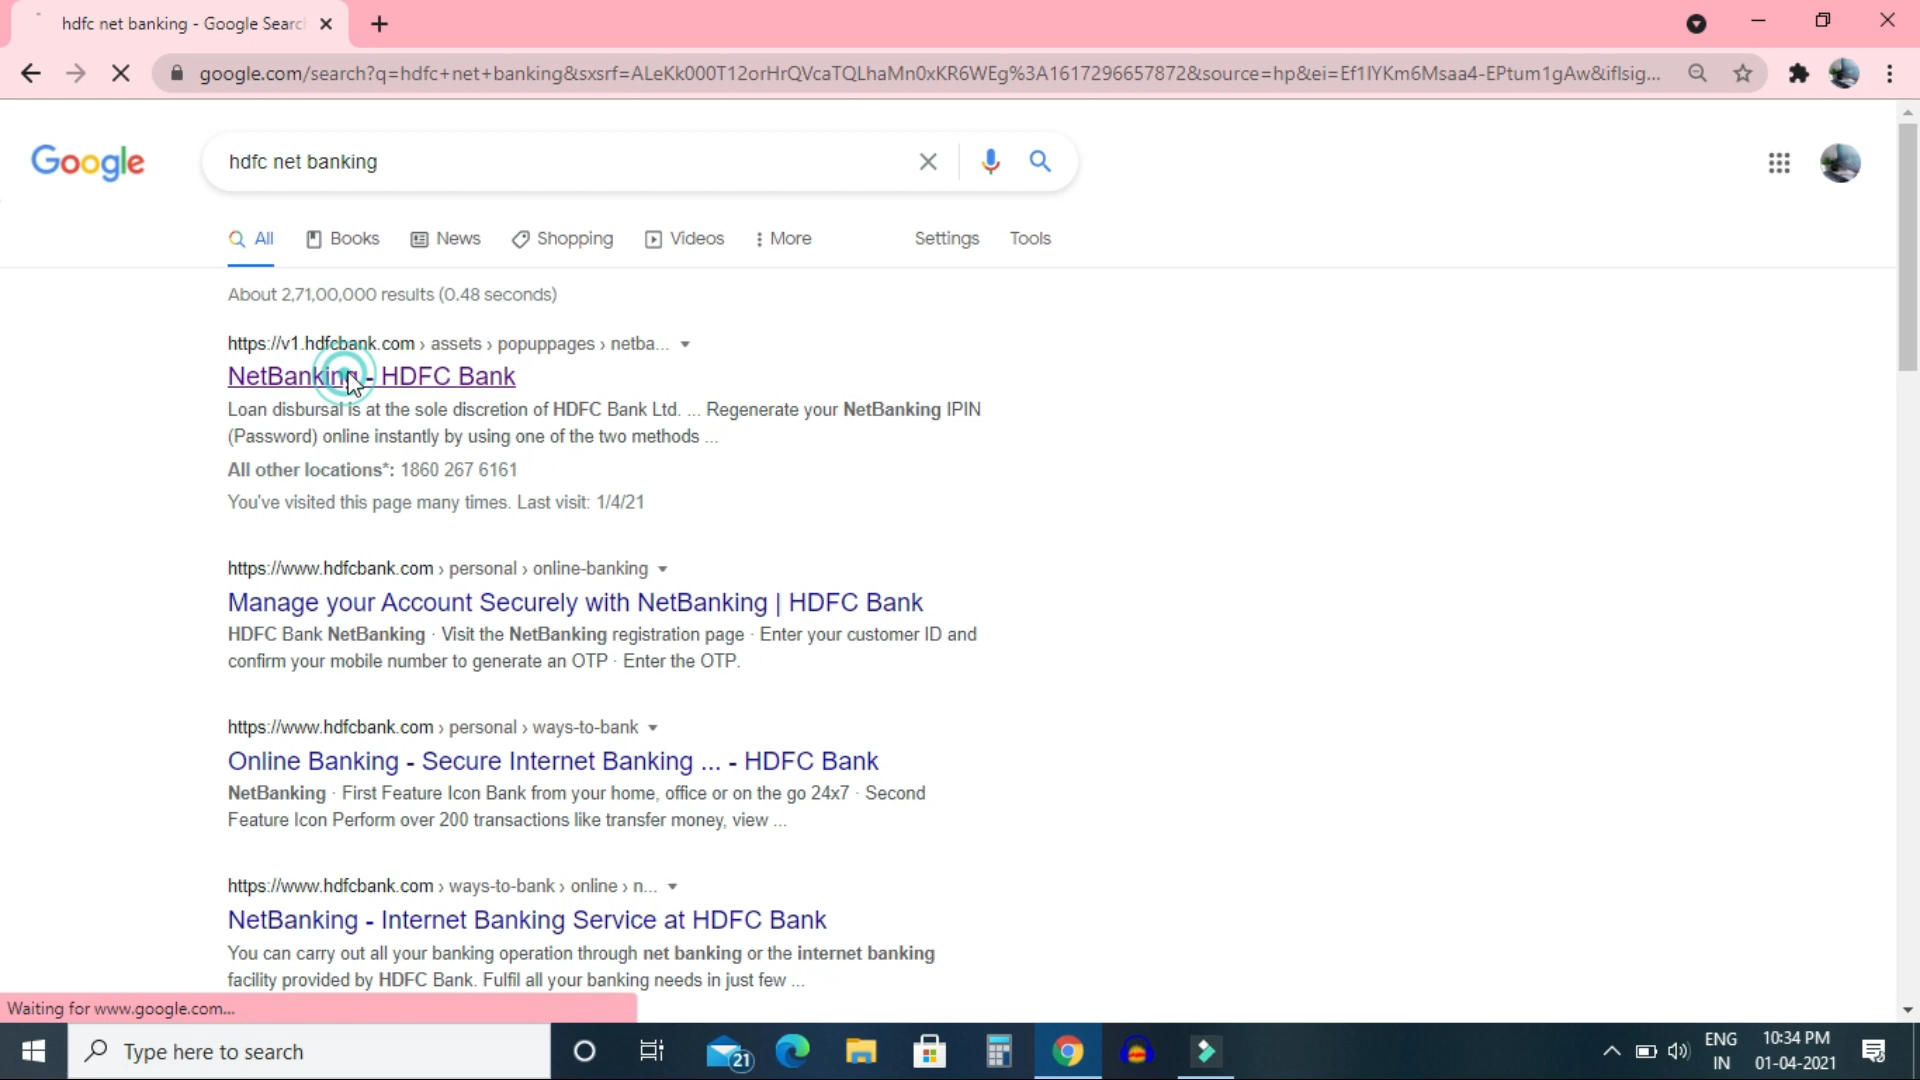 hdfc net banking - Google Searc
google.com/search?q=hdfc+net+banking&sxsrf=ALeKk000T12orHrQVcaTQLhaMn0xKR6WEg%3A1617296657872&source=hp&ei=Ef1lYKm6Msaa4-EPtum1gAw&iflsig...
Google
hdfc net banking
All Books News Shopping Videos More Settings Tools
About 2,71,00,000 results (0.48 seconds)
https://v1.hdfcbank.com › assets › popuppages › netba...
NetBanking - HDFC Bank
Loan disbursal is at the sole discretion of HDFC Bank Ltd. ... Regenerate your NetBanking IPIN
(Password) online instantly by using one of the two methods ...
All other locations*: 1860 267 6161
You've visited this page many times. Last visit: 1/4/21
https://www.hdfcbank.com › personal › online-banking
Manage your Account Securely with NetBanking | HDFC Bank
HDFC Bank NetBanking · Visit the NetBanking registration page · Enter your customer ID and
confirm your mobile number to generate an OTP · Enter the OTP.
https://www.hdfcbank.com › personal › ways-to-bank
Online Banking - Secure Internet Banking ... - HDFC Bank
NetBanking · First Feature Icon Bank from your home, office or on the go 24x7 · Second
Feature Icon Perform over 200 transactions like transfer money, view ...
https://www.hdfcbank.com › ways-to-bank › online › n...
NetBanking - Internet Banking Service at HDFC Bank
You can carry out all your banking operation through net banking or the internet banking
facility provided by HDFC Bank. Fulfil all your banking needs in just few ...
Waiting for www.google.com...
Type here to search
21
ENG
IN
10:34 PM
01-04-2021